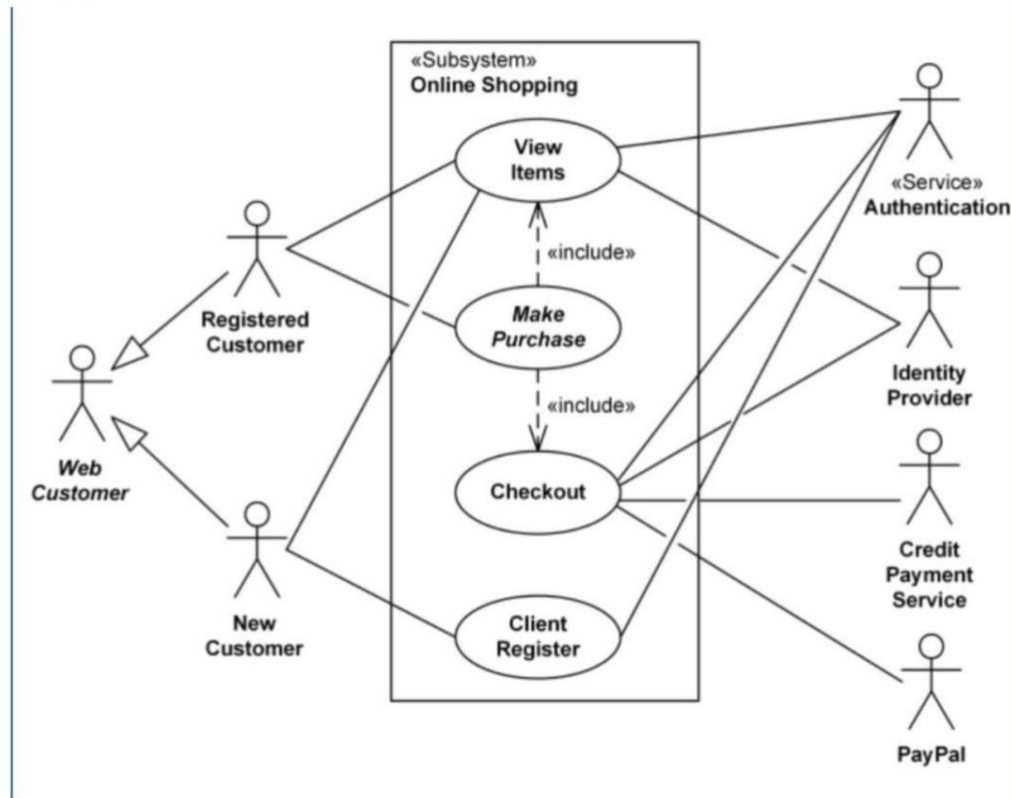 «Subsystem»
Online Shopping
View
Items
«include»
Make
Purchase
«include»
Checkout
Client
Register
Registered
Customer
Web
Customer
New
Customer
«Service»
Authentication
Identity
Provider
Credit
Payment
Service
PayPal